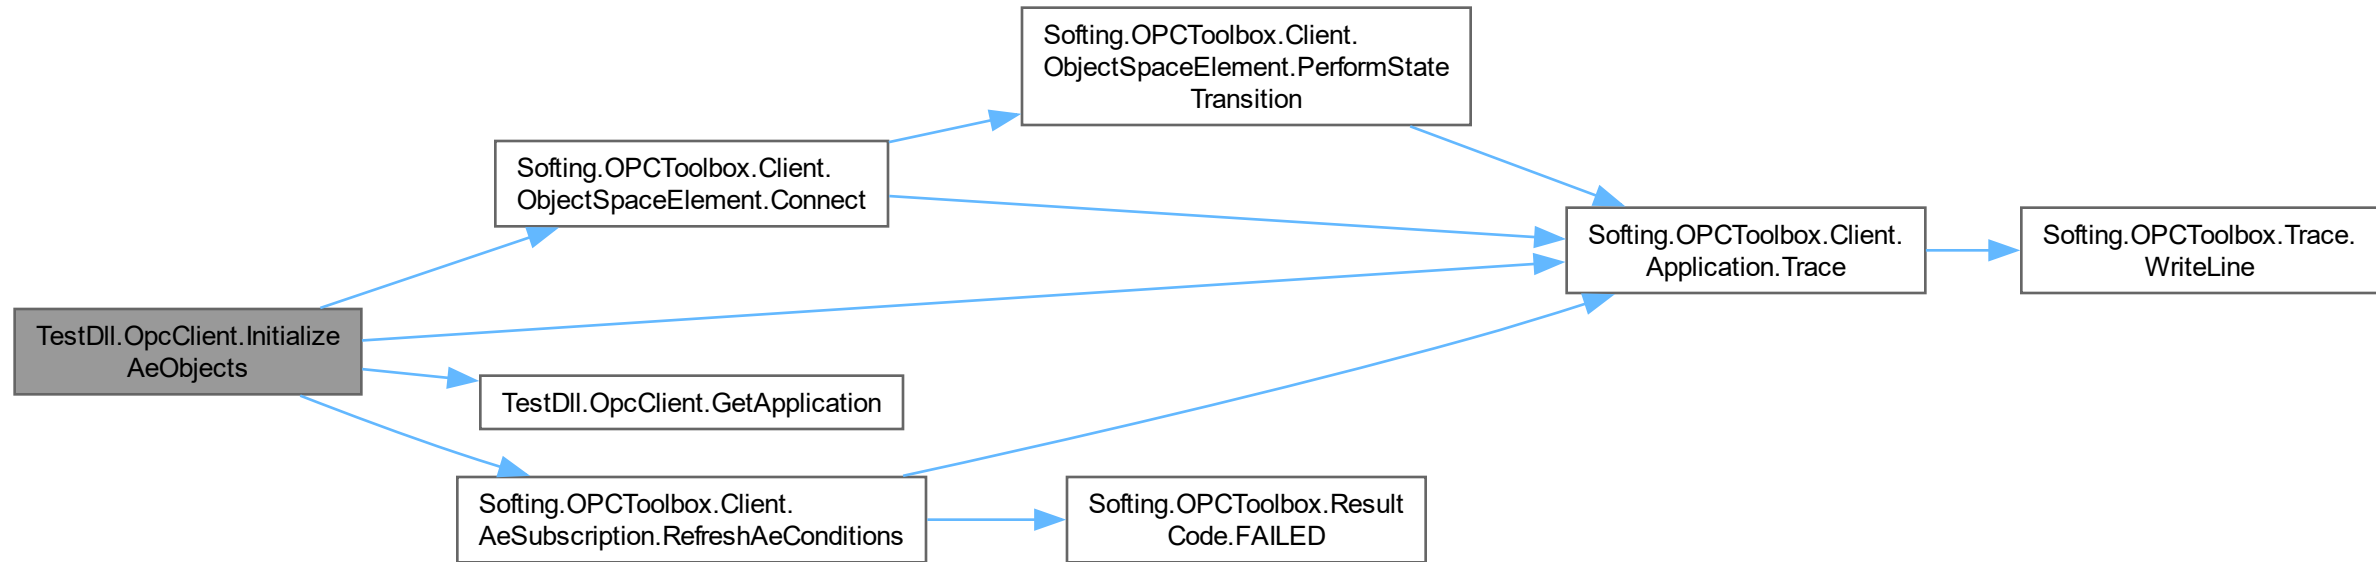 Softing.OPCToolbox.Client.
ObjectSpaceElement.PerformState
Transition
Softing.OPCToolbox.Client.
ObjectSpaceElement.Connect
Softing.OPCToolbox.Client.
Application.Trace
Softing.OPCToolbox.Trace.
WriteLine
TestDll.OpcClient.Initialize
AeObjects
TestDll.OpcClient.GetApplication
Softing.OPCToolbox.Client.
AeSubscription.RefreshAeConditions
Softing.OPCToolbox.Result
Code.FAILED